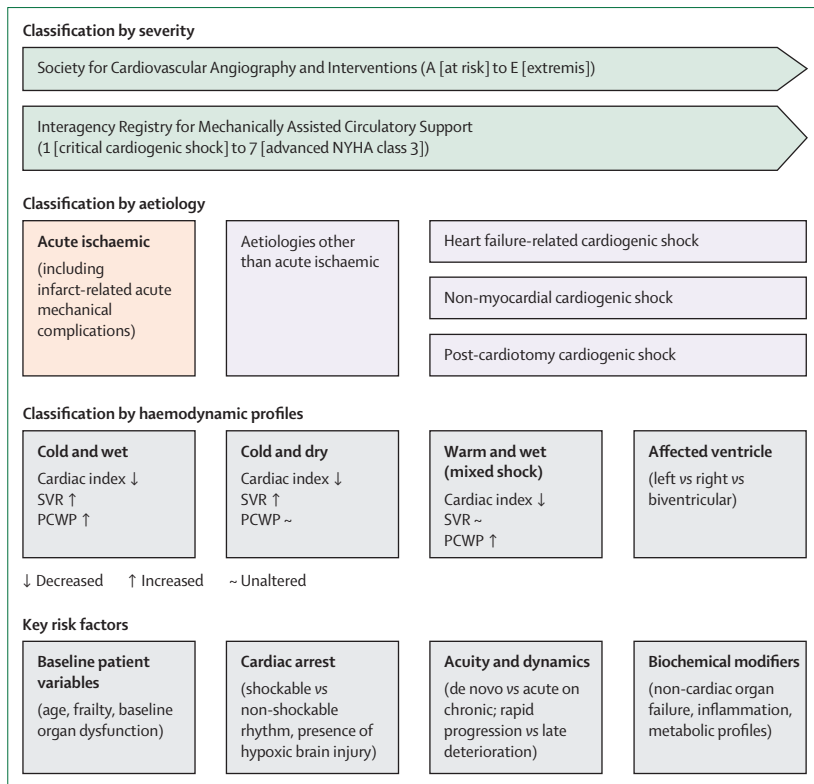 Classification by severity
Society for Cardiovascular Angiography and Interventions (A [at risk] to E [extremis])
Interagency Registry for Mechanically Assisted Circulatory Support
(1 [critical cardiogenic shock] to 7 [advanced NYHA class 3])
Classification by aetiology
Acute ischaemic
(including
infarct-related acute
mechanical
complications)
Aetiologies other
than acute ischaemic
Heart failure-related cardiogenic shock
Non-myocardial cardiogenic shock
Post-cardiotomy cardiogenic shock
Classification by haemodynamic profiles
Cold and wet
Cardiac index ↓
SVR ↑
PCWP ↑
Cold and dry
Cardiac index ↓
SVR ↑
PCWP ~
Warm and wet
(mixed shock)
Cardiac index ↓
SVR ~
PCWP ↑
Affected ventricle
(left vs right vs
biventricular)
↓ Decreased ↑ Increased ~ Unaltered
Key risk factors
Baseline patient
variables
(age, frailty, baseline
organ dysfunction)
Cardiac arrest
(shockable vs
non-shockable
rhythm, presence of
hypoxic brain injury)
Acuity and dynamics
(de novo vs acute on
chronic; rapid
progression vs late
deterioration)
Biochemical modifiers
(non-cardiac organ
failure, inflammation,
metabolic profiles)